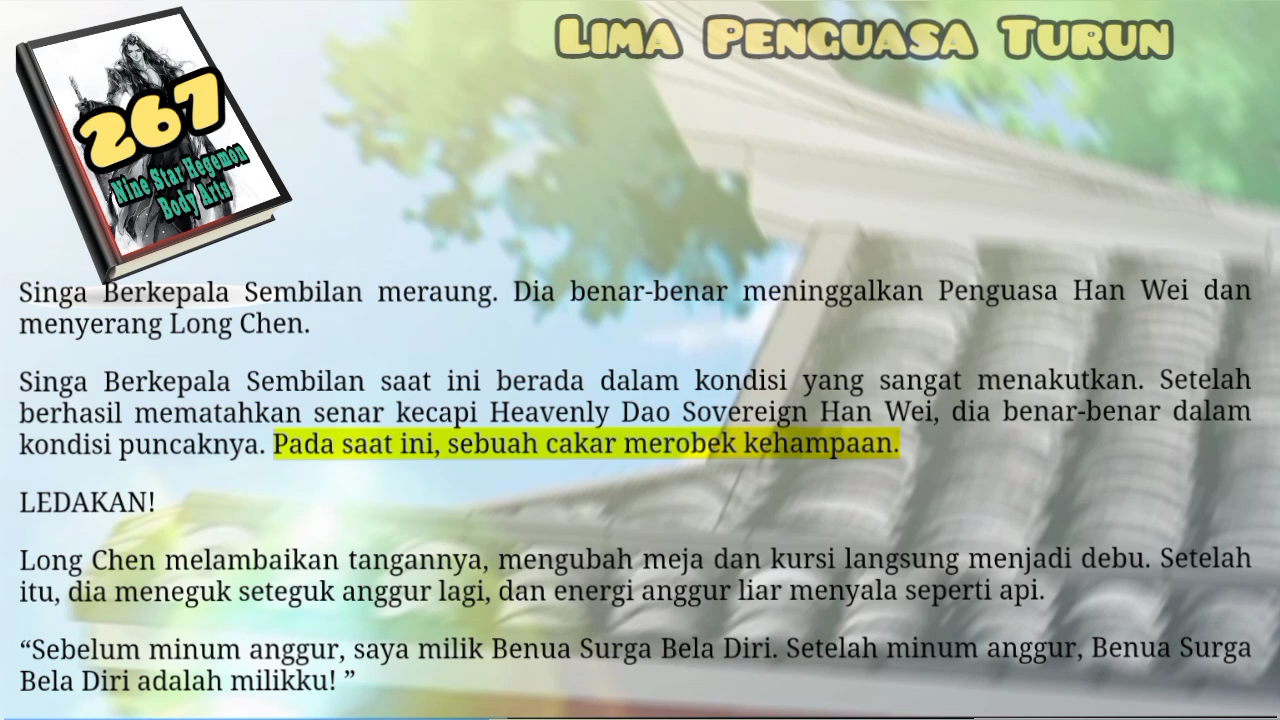 Lima Penguasa Turun
267
Nine Star Hegemon
Body Arts
Singa Berkepala Sembilan meraung. Dia benar-benar meninggalkan Penguasa Han Wei dan
menyerang Long Chen.
Singa Berkepala Sembilan saat ini berada dalam kondisi yang sangat menakutkan. Setelah
berhasil mematahkan senar kecapi Heavenly Dao Sovereign Han Wei, dia benar-benar dalam
kondisi puncaknya. Pada saat ini, sebuah cakar merobek kehampaan.
LEDAKAN!
Long Chen melambaikan tangannya, mengubah meja dan kursi langsung menjadi debu. Setelah
itu, dia meneguk seteguk anggur lagi, dan energi anggur liar menyala seperti api.
“Sebelum minum anggur, saya milik Benua Surga Bela Diri. Setelah minum anggur, Benua Surga
Bela Diri adalah milikku! ”